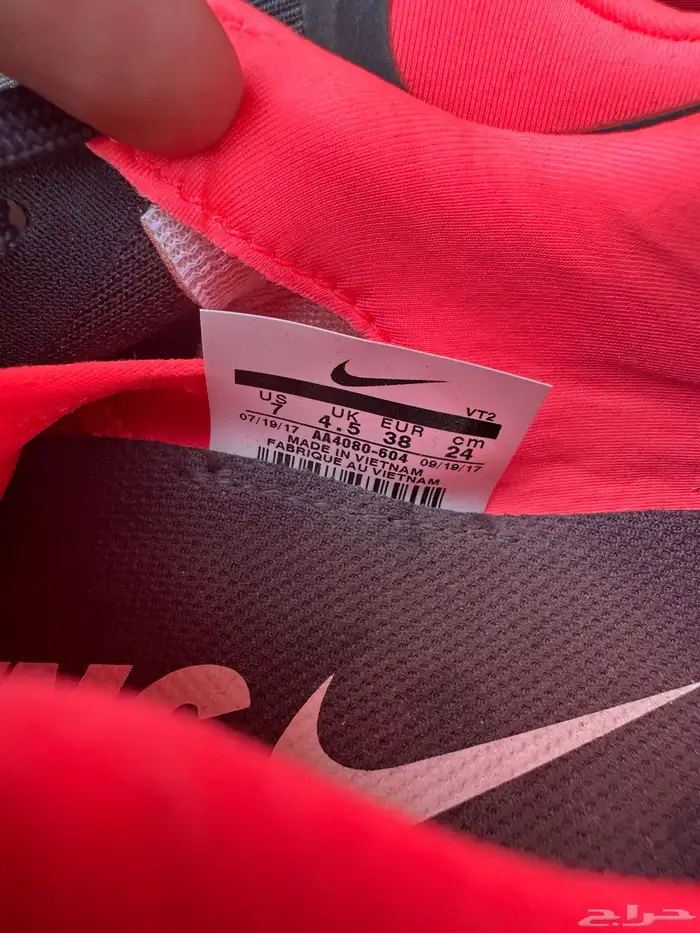 VT2
US UK EUR cm
7 4.5 38 24
07/19/17 AA4080-604 09/19/17
MADE IN VIETNAM
FABRIQUE AU VIETNAM
حراج